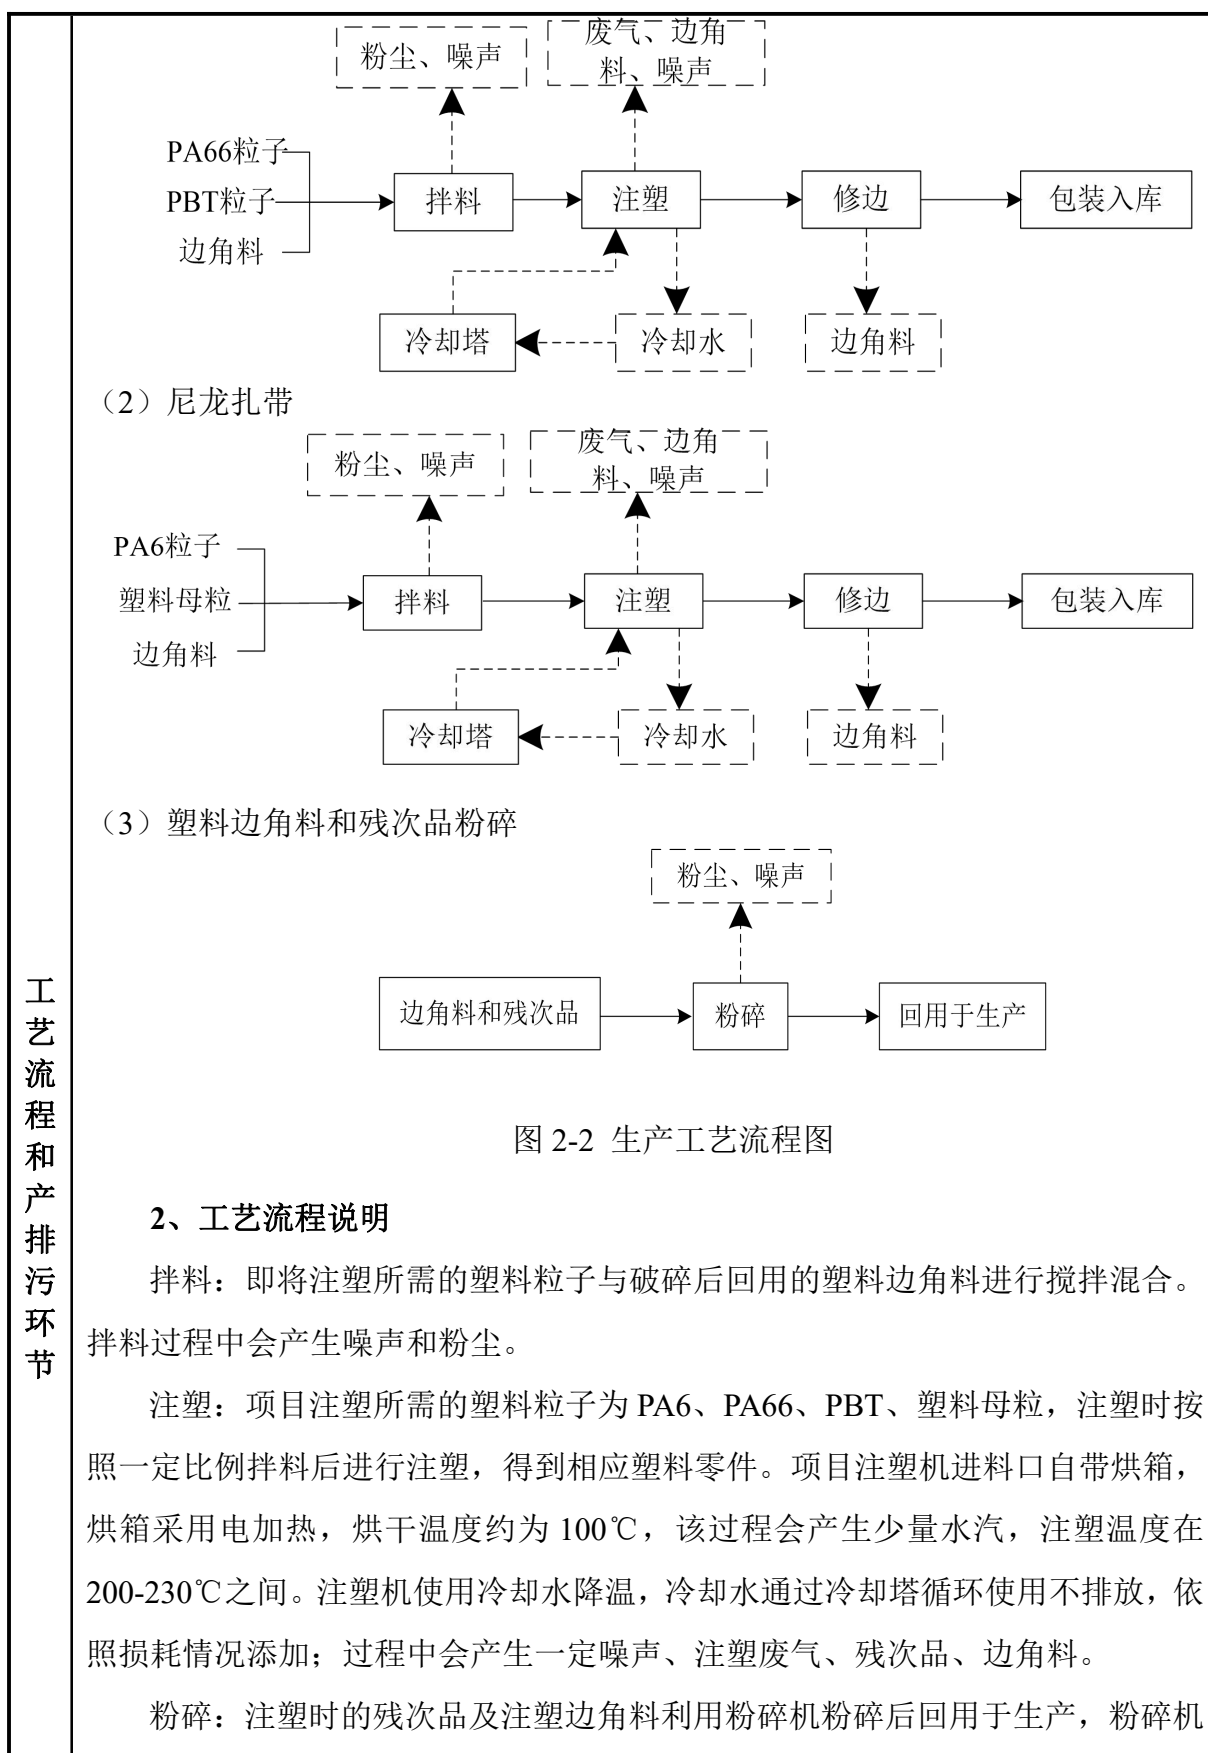 粉尘、噪声
废气、边角
料、噪声
PA66粒子
PBT粒子
边角料
拌料
注塑
修边
包装入库
冷却塔
冷却水
边角料
（2）尼龙扎带
粉尘、噪声
废气、边角
料、噪声
PA6粒子
塑料母粒
边角料
拌料
注塑
修边
包装入库
冷却塔
冷却水
边角料
（3）塑料边角料和残次品粉碎
粉尘、噪声
边角料和残次品
粉碎
回用于生产
图 2-2 生产工艺流程图
工
艺
流
程
和
产
排
污
环
节
2、工艺流程说明
拌料：即将注塑所需的塑料粒子与破碎后回用的塑料边角料进行搅拌混合。
拌料过程中会产生噪声和粉尘。
注塑：项目注塑所需的塑料粒子为 PA6、PA66、PBT、塑料母粒，注塑时按
照一定比例拌料后进行注塑，得到相应塑料零件。项目注塑机进料口自带烘箱，
烘箱采用电加热，烘干温度约为 100℃，该过程会产生少量水汽，注塑温度在
200-230℃之间。注塑机使用冷却水降温，冷却水通过冷却塔循环使用不排放，依
照损耗情况添加；过程中会产生一定噪声、注塑废气、残次品、边角料。
粉碎：注塑时的残次品及注塑边角料利用粉碎机粉碎后回用于生产，粉碎机